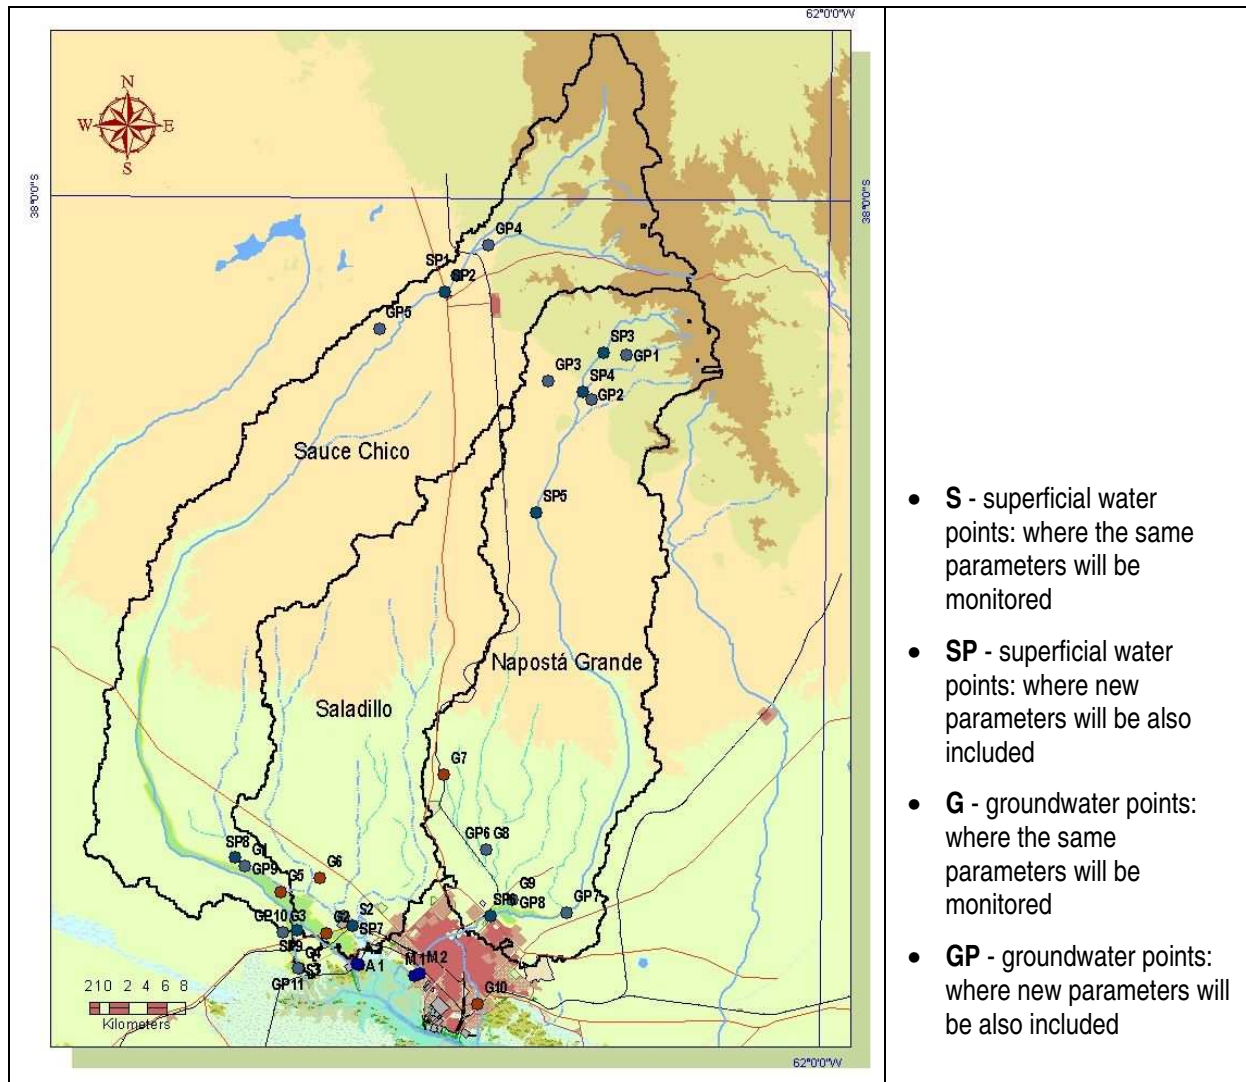 62°0'0"W
N
W
E
S
38°0'0"S
38°0'0"S
GP4
SP1
SP2
GP5
SP3
GP1
GP3
SP4
GP2
Sauce Chico
SP5
Napostá Grande
Saladillo
G7
GP6 G8
SP8
G1
GP9
G6
G5
G9
SP6
GP8
GP7
GP10
G3
G2
S2
SP7
SP9
G4
S3
A1
M1
M2
GP11
G10
210 2 4 6 8
Kilometers
62°0'0"W
• S - superficial water
points: where the same
parameters will be
monitored
• SP - superficial water
points: where new
parameters will be also
included
• G - groundwater points:
where the same
parameters will be
monitored
• GP - groundwater points:
where new parameters will
be also included